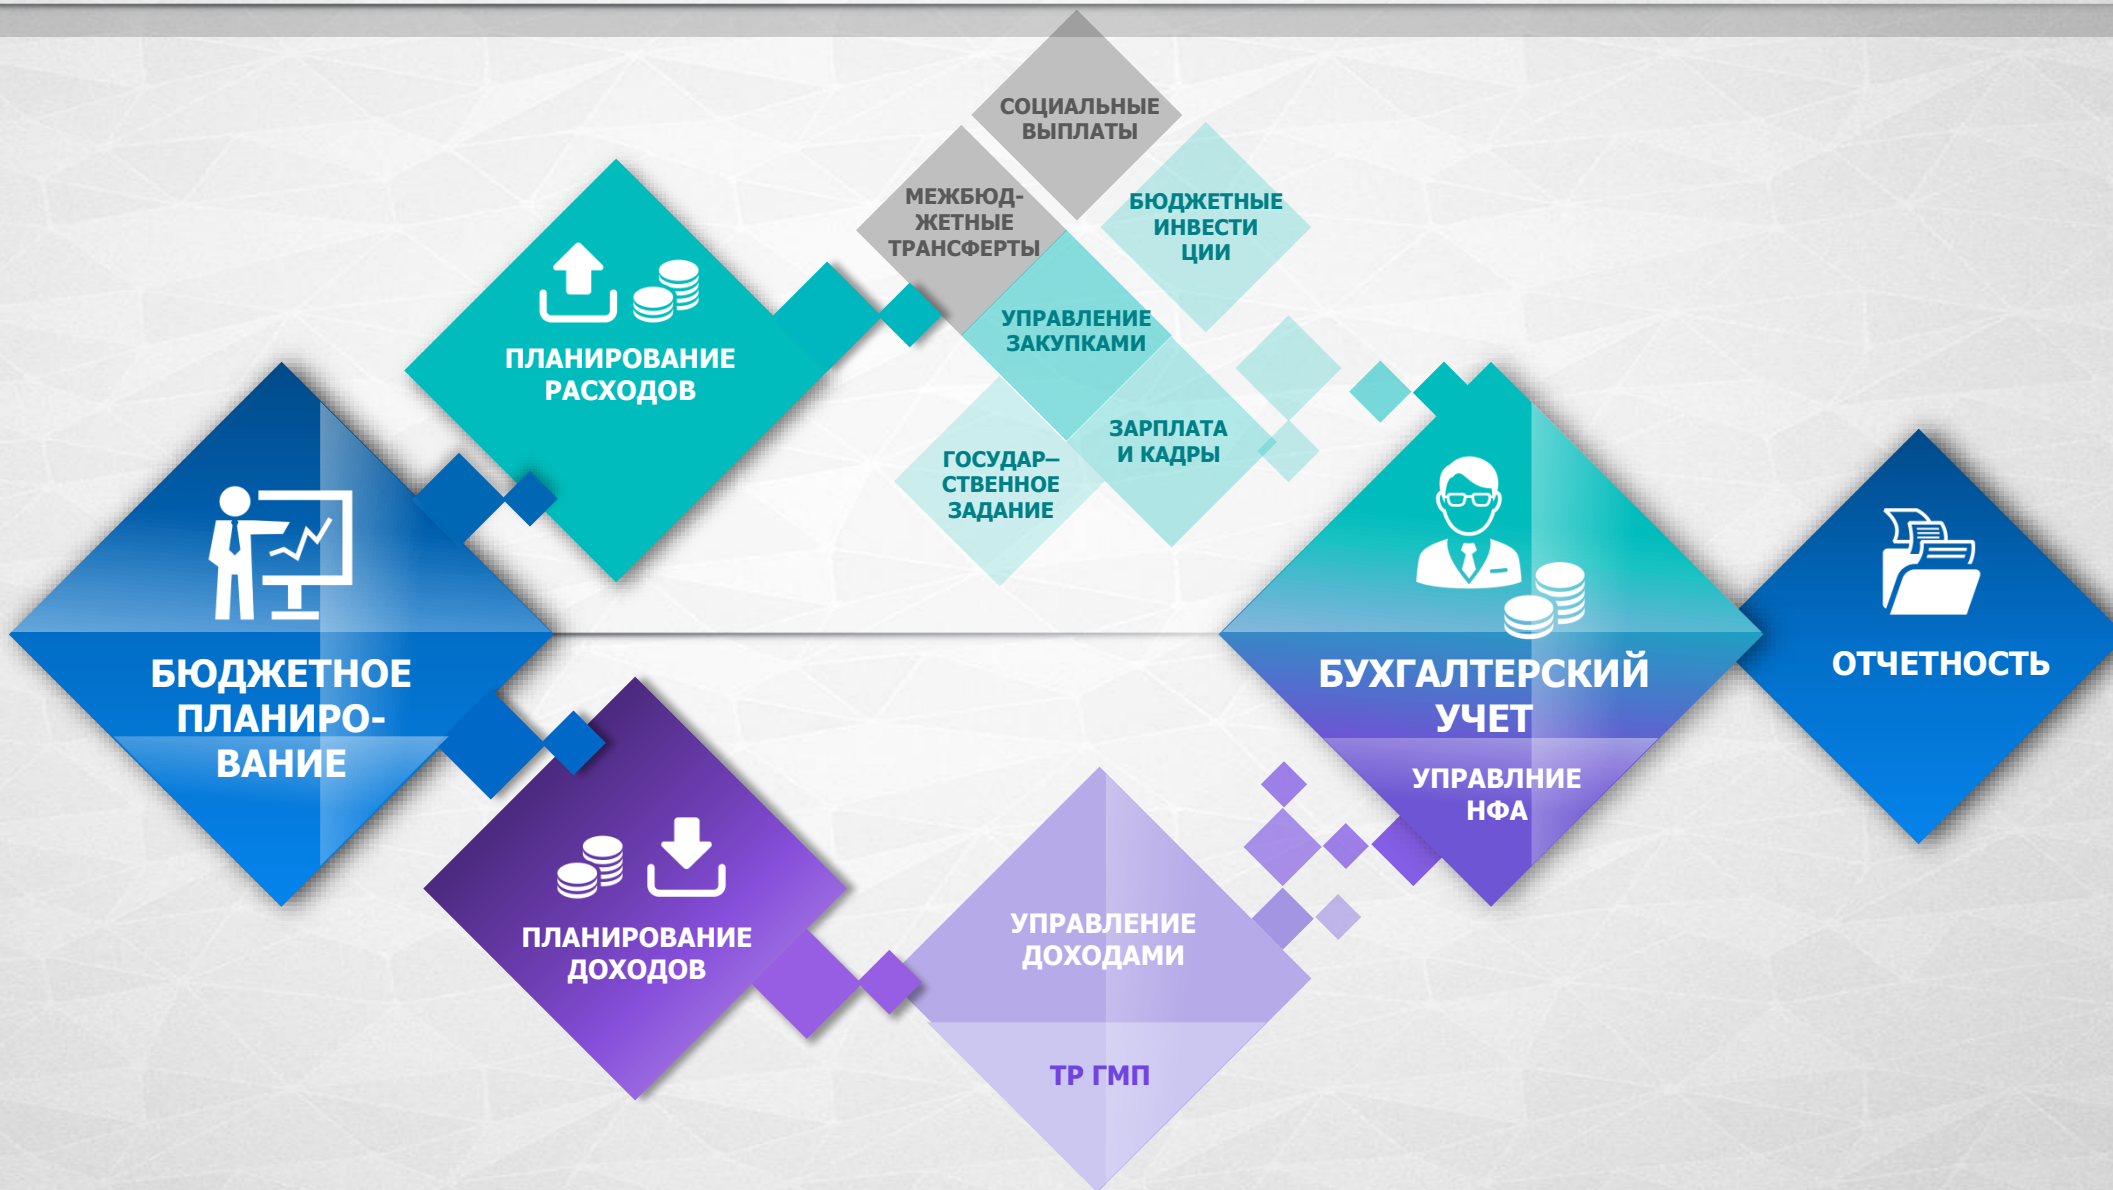 СОЦИАЛЬНЫЕ
ВЫПЛАТЫ
МЕЖБЮД-
ЖЕТНЫЕ
ТРАНСФЕРТЫ
БЮДЖЕТНЫЕ
ИНВЕСТИ
ЦИИ
УПРАВЛЕНИЕ
ЗАКУПКАМИ
ПЛАНИРОВАНИЕ
РАСХОДОВ
ЗАРПЛАТА
И КАДРЫ
ГОСУДАР–
СТВЕННОЕ
ЗАДАНИЕ
БЮДЖЕТНОЕ
ПЛАНИРО-
ВАНИЕ
БУХГАЛТЕРСКИЙ
УЧЕТ
УПРАВЛНИЕ
НФА
ОТЧЕТНОСТЬ
ПЛАНИРОВАНИЕ
ДОХОДОВ
УПРАВЛЕНИЕ
ДОХОДАМИ
ТР ГМП